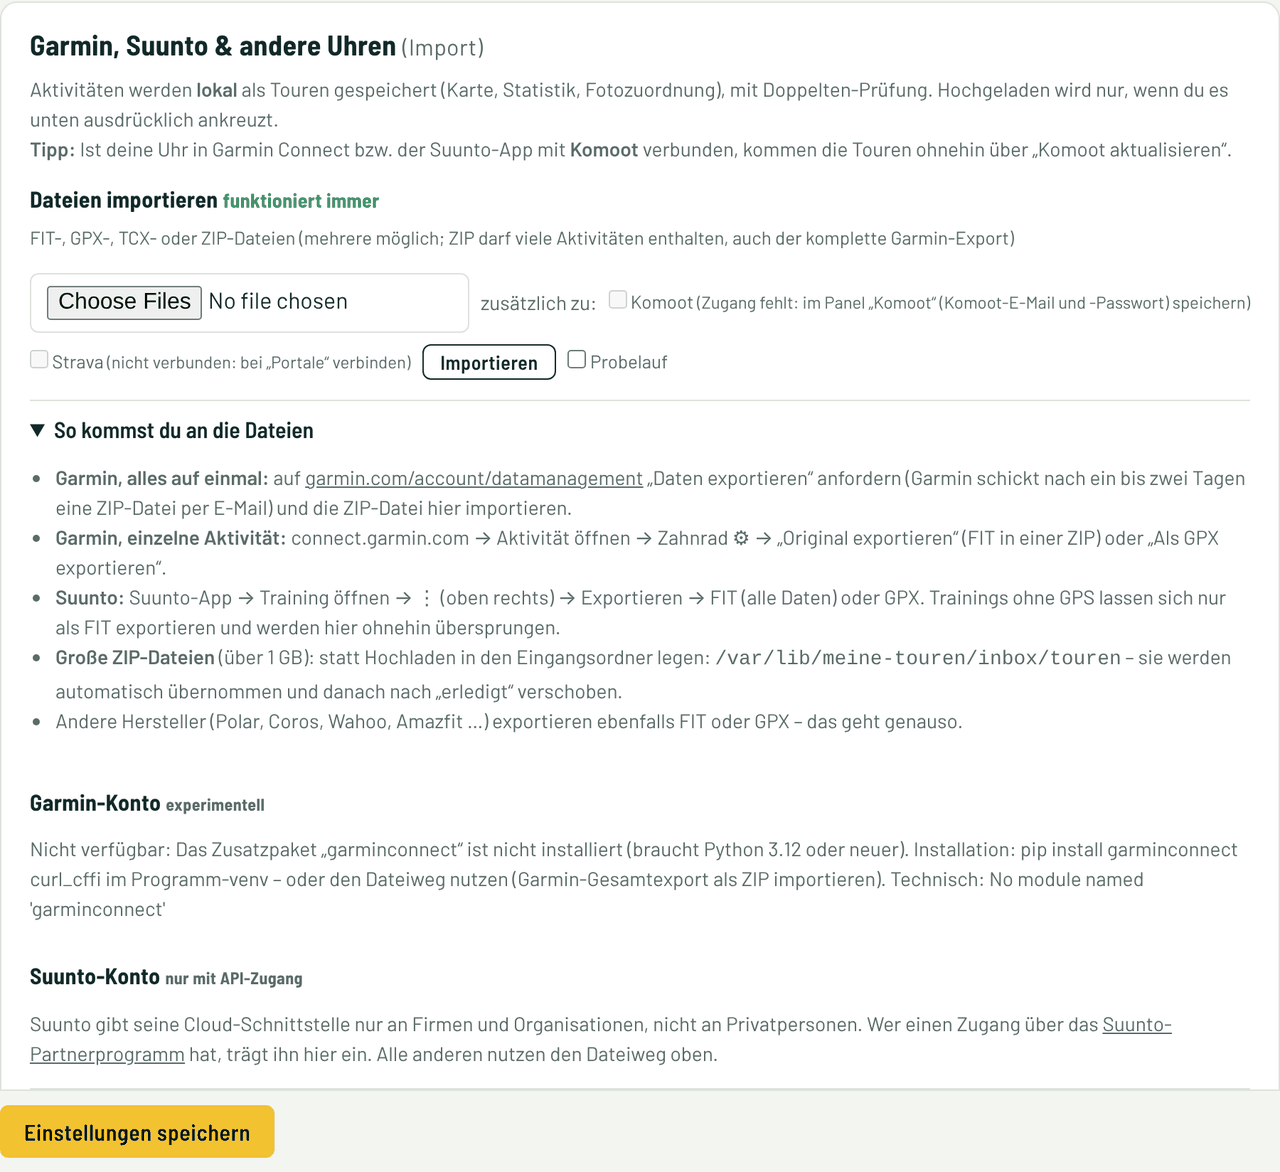 Garmin, Suunto & andere Uhren (Import)
Aktivitäten werden lokal als Touren gespeichert (Karte, Statistik, Fotozuordnung), mit Doppelten-Prüfung. Hochgeladen wird nur, wenn du es
unten ausdrücklich ankreuzt.
Tipp: Ist deine Uhr in Garmin Connect bzw. der Suunto-App mit Komoot verbunden, kommen die Touren ohnehin über „Komoot aktualisieren“.
Dateien importieren funktioniert immer
FIT-, GPX-, TCX- oder ZIP-Dateien (mehrere möglich; ZIP darf viele Aktivitäten enthalten, auch der komplette Garmin-Export)
Choose Files No file chosen zusätzlich zu: Komoot (Zugang fehlt: im Panel „Komoot“ (Komoot-E-Mail und -Passwort) speichern)
Strava (nicht verbunden: bei „Portale“ verbinden) Importieren Probelauf
▼ So kommst du an die Dateien
• Garmin, alles auf einmal: auf garmin.com/account/datamanagement „Daten exportieren“ anfordern (Garmin schickt nach ein bis zwei Tagen
eine ZIP-Datei per E-Mail) und die ZIP-Datei hier importieren.
• Garmin, einzelne Aktivität: connect.garmin.com → Aktivität öffnen → Zahnrad ⚙ → „Original exportieren“ (FIT in einer ZIP) oder „Als GPX
exportieren“.
• Suunto: Suunto-App → Training öffnen → ⋮ (oben rechts) → Exportieren → FIT (alle Daten) oder GPX. Trainings ohne GPS lassen sich nur
als FIT exportieren und werden hier ohnehin übersprungen.
• Große ZIP-Dateien (über 1 GB): statt Hochladen in den Eingangsordner legen: /var/lib/meine-touren/inbox/touren – sie werden
automatisch übernommen und danach nach „erledigt“ verschoben.
• Andere Hersteller (Polar, Coros, Wahoo, Amazfit ...) exportieren ebenfalls FIT oder GPX – das geht genauso.
Garmin-Konto experimentell
Nicht verfügbar: Das Zusatzpaket „garminconnect“ ist nicht installiert (braucht Python 3.12 oder neuer). Installation: pip install garminconnect
curl_cffi im Programm-venv – oder den Dateiweg nutzen (Garmin-Gesamtexport als ZIP importieren). Technisch: No module named
'garminconnect'
Suunto-Konto nur mit API-Zugang
Suunto gibt seine Cloud-Schnittstelle nur an Firmen und Organisationen, nicht an Privatpersonen. Wer einen Zugang über das Suunto-
Partnerprogramm hat, trägt ihn hier ein. Alle anderen nutzen den Dateiweg oben.
Einstellungen speichern